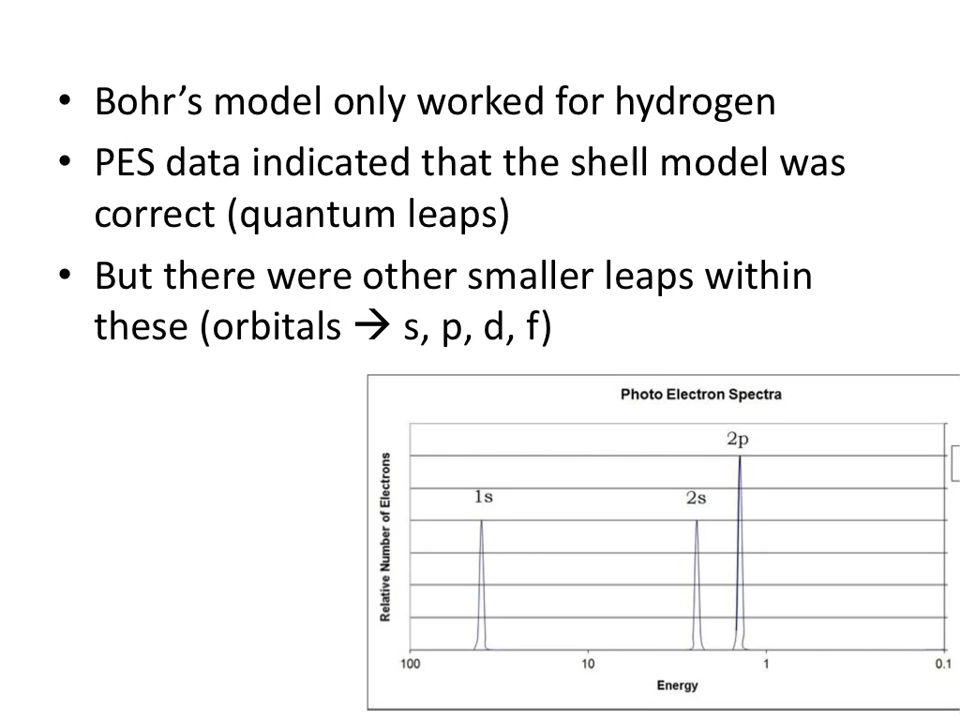 • Bohr’s model only worked for hydrogen
• PES data indicated that the shell model was
correct (quantum leaps)
• But there were other smaller leaps within
these (orbitals → s, p, d, f)
Photo Electron Spectra
2p
1s
2s
Relative Number of Electrons
100
10
1
0.1
Energy